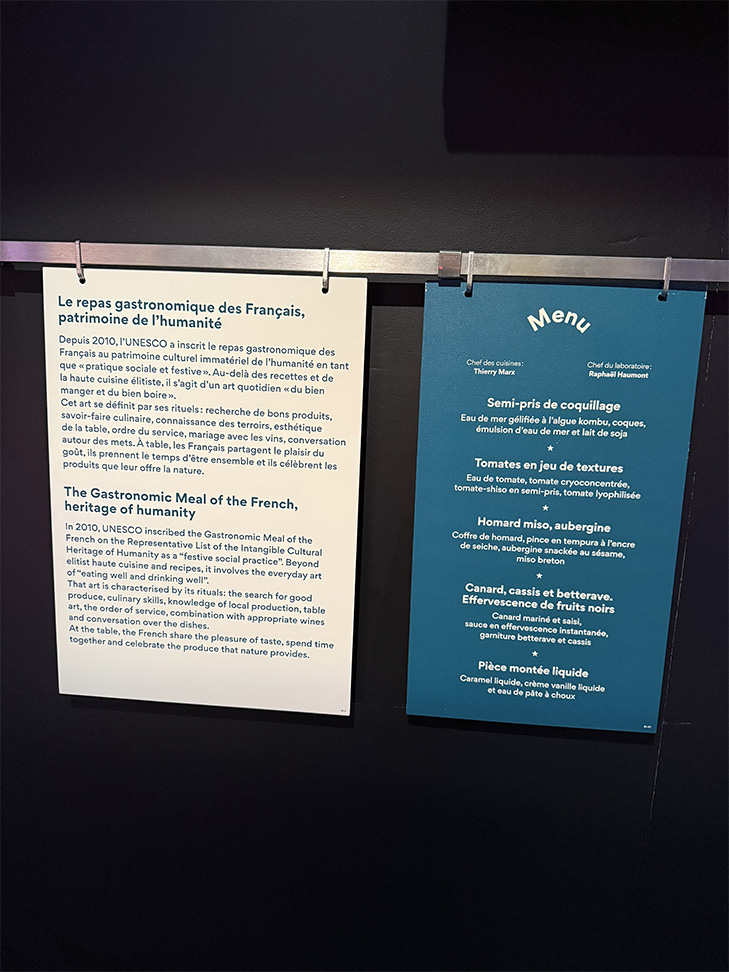 Le repas gastronomique des Français,
patrimoine de l'humanité
Depuis 2010, l'UNESCO a inscrit le repas gastronomique des
Français au patrimoine culturel immatériel de l'humanité en tant
que « pratique sociale et festive ». Au-delà des recettes et de
la haute cuisine élitiste, il s'agit d'un art quotidien « du bien
manger et du bien boire ».
Cet art se définit par ses rituels : recherche de bons produits,
savoir-faire culinaire, connaissance des terroirs, esthétique
de la table, ordre du service, mariage avec les vins, conversation
autour des mets. À table, les Français partagent le plaisir du
goût, ils prennent le temps d'être ensemble et ils célèbrent les
produits que leur offre la nature.
The Gastronomic Meal of the French,
heritage of humanity
In 2010, UNESCO inscribed the Gastronomic Meal of the
French on the Representative List of the Intangible Cultural
Heritage of Humanity as a “festive social practice”. Beyond
elitist haute cuisine and recipes, it involves the everyday art
of “eating well and drinking well”.
That art is characterised by its rituals: the search for good
produce, culinary skills, knowledge of local production, table
art, the order of service, combination with appropriate wines
and conversation over the dishes.
At the table, the French share the pleasure of taste, spend time
together and celebrate the produce that nature provides.
Menu
Chef des cuisines :
Thierry Marx
Chef du laboratoire :
Raphaël Haumont
Semi-pris de coquillage
Eau de mer gélifiée à l'algue kombu, coques,
émulsion d'eau de mer et lait de soja
Tomates en jeu de textures
Eau de tomate, tomate cryoconcentrée,
tomate-shiso en semi-pris, tomate lyophilisée
Homard miso, aubergine
Coffre de homard, pince en tempura à l'encre
de seiche, aubergine snackée au sésame,
miso breton
Canard, cassis et betterave.
Effervescence de fruits noirs
Canard mariné et saisi,
sauce en effervescence instantanée,
garniture betterave et cassis
Pièce montée liquide
Caramel liquide, crème vanille liquide
et eau de pâte à choux